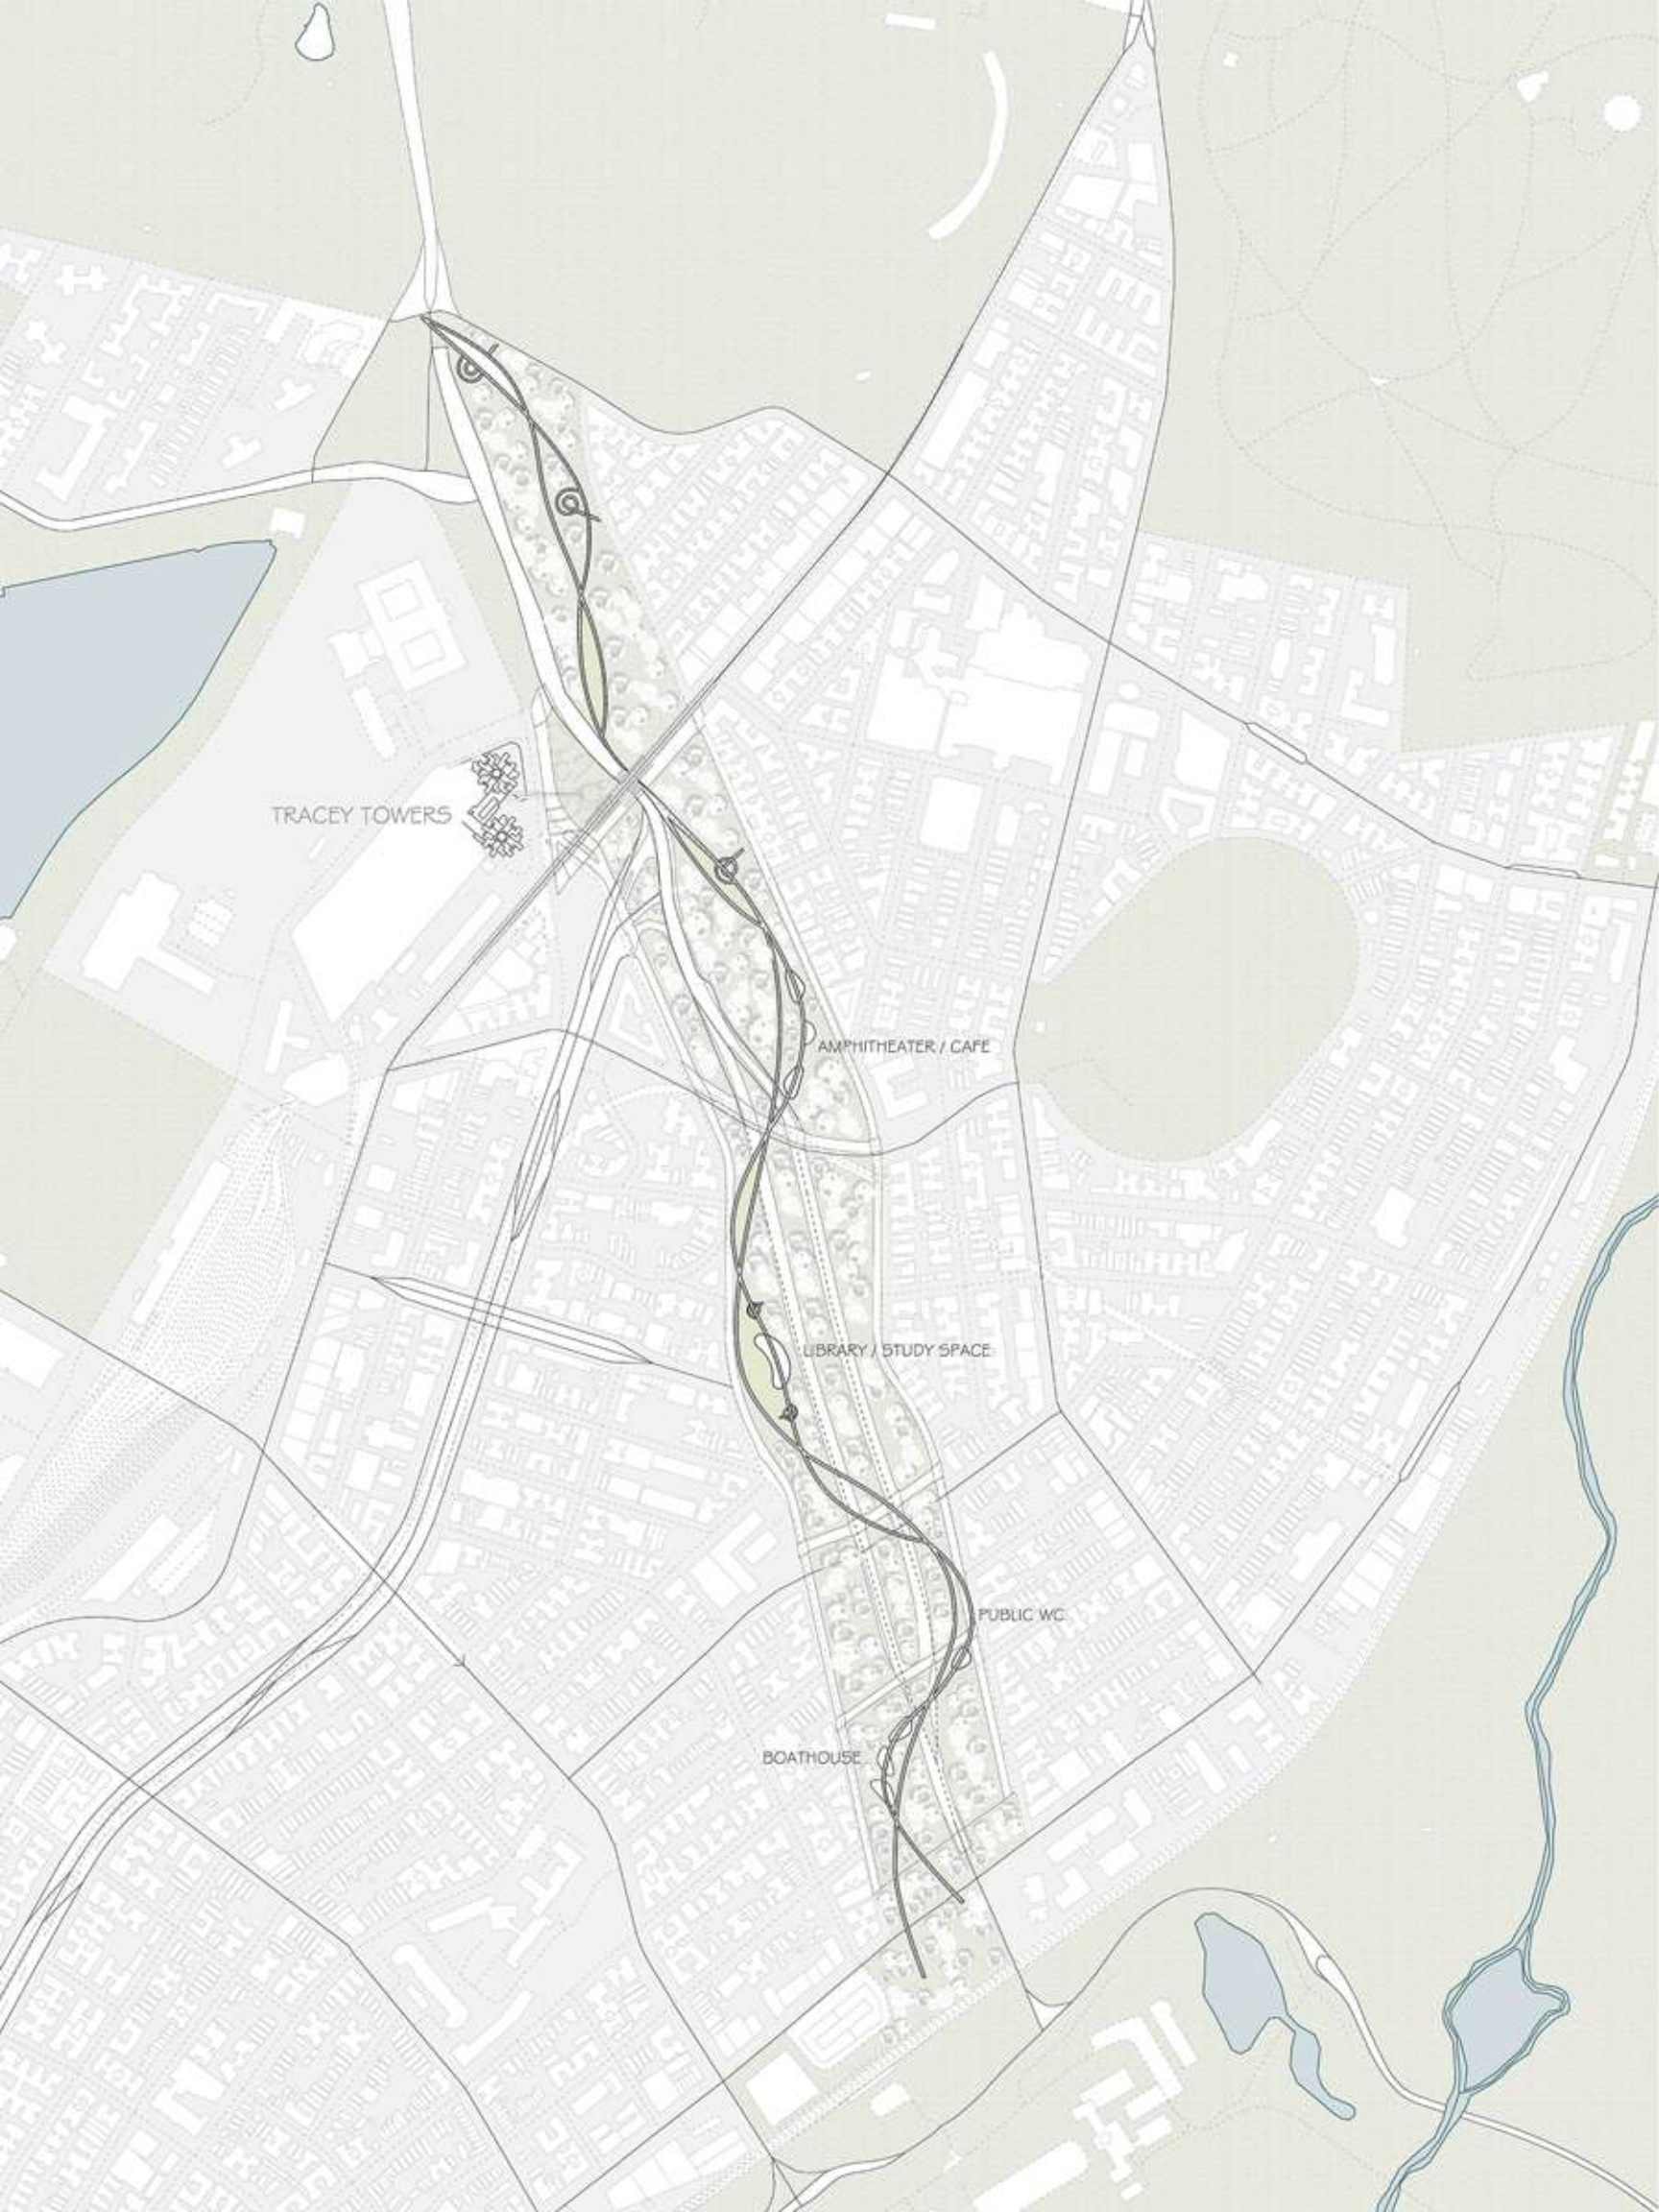 TRACEY TOWERS
AMPHITHEATER / CAFE
LIBRARY / STUDY SPACE
PUBLIC WC
BOATHOUSE